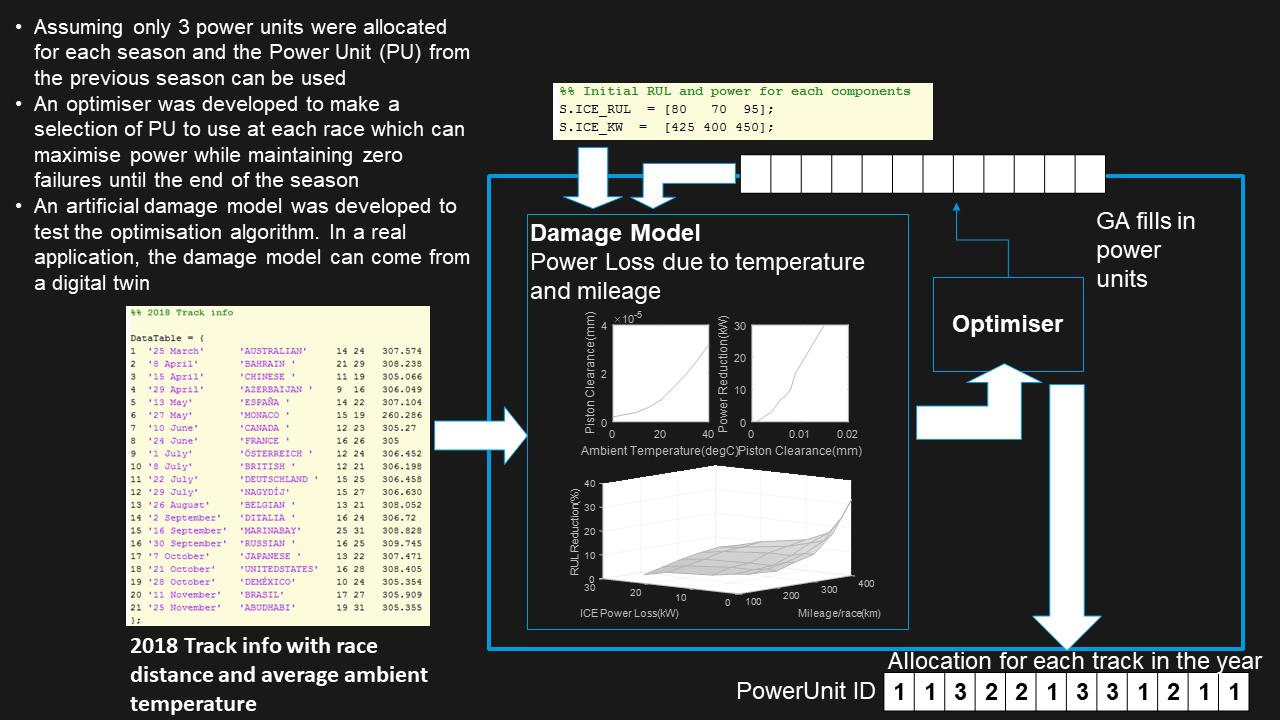 • Assuming only 3 power units were allocated
for each season and the Power Unit (PU) from
the previous season can be used
• An optimiser was developed to make a
selection of PU to use at each race which can
maximise power while maintaining zero
failures until the end of the season
• An artificial damage model was developed to
test the optimisation algorithm. In a real
application, the damage model can come from
a digital twin
%% Initial RUL and power for each components
S.ICE_RUL = [80 70 95];
S.ICE_KW = [425 400 450];
GA fills in
power
units
Optimiser
Damage Model
Power Loss due to temperature
and mileage
×10-5
4
2
0
Piston Clearance(mm)
0 20 40
Ambient Temperature(degC)
30
20
10
0
Power Reduction(kW)
0 0.01 0.02
Piston Clearance(mm)
40
30
20
10
0
RUL Reduction(%)
30 20 10 0
ICE Power Loss(kW)
100 200 300 400
Mileage/race(km)
%% 2018 Track info
DataTable = {
1 '25 March' 'AUSTRALIAN' 14 24 307.574
2 '8 April' 'BAHRAIN ' 21 29 308.238
3 '15 April' 'CHINESE ' 11 19 305.066
4 '29 April' 'AZERBAIJAN ' 9 16 306.049
5 '13 May' 'ESPAÑA ' 14 22 307.104
6 '27 May' 'MONACO ' 15 19 260.286
7 '10 June' 'CANADA ' 12 23 305.27
8 '24 June' 'FRANCE ' 16 26 305
9 '1 July' 'ÖSTERREICH ' 12 24 306.452
10 '8 July' 'BRITISH ' 12 21 306.198
11 '22 July' 'DEUTSCHLAND ' 15 25 306.458
12 '29 July' 'NAGYDÍJ' 15 27 306.630
13 '26 August' 'BELGIAN ' 13 21 308.052
14 '2 September' 'DITALIA ' 16 24 306.72
15 '16 September' 'MARINABAY' 25 31 308.828
16 '30 September' 'RUSSIAN ' 16 25 309.745
17 '7 October' 'JAPANESE ' 13 22 307.471
18 '21 October' 'UNITEDSTATES' 16 28 308.405
19 '28 October' 'DEMÉXICO' 10 24 305.354
20 '11 November' 'BRASIL' 17 27 305.909
21 '25 November' 'ABUDHABI' 19 31 305.355
};
2018 Track info with race
distance and average ambient
temperature
Allocation for each track in the year
PowerUnit ID 1 1 3 2 2 1 3 3 1 2 1 1